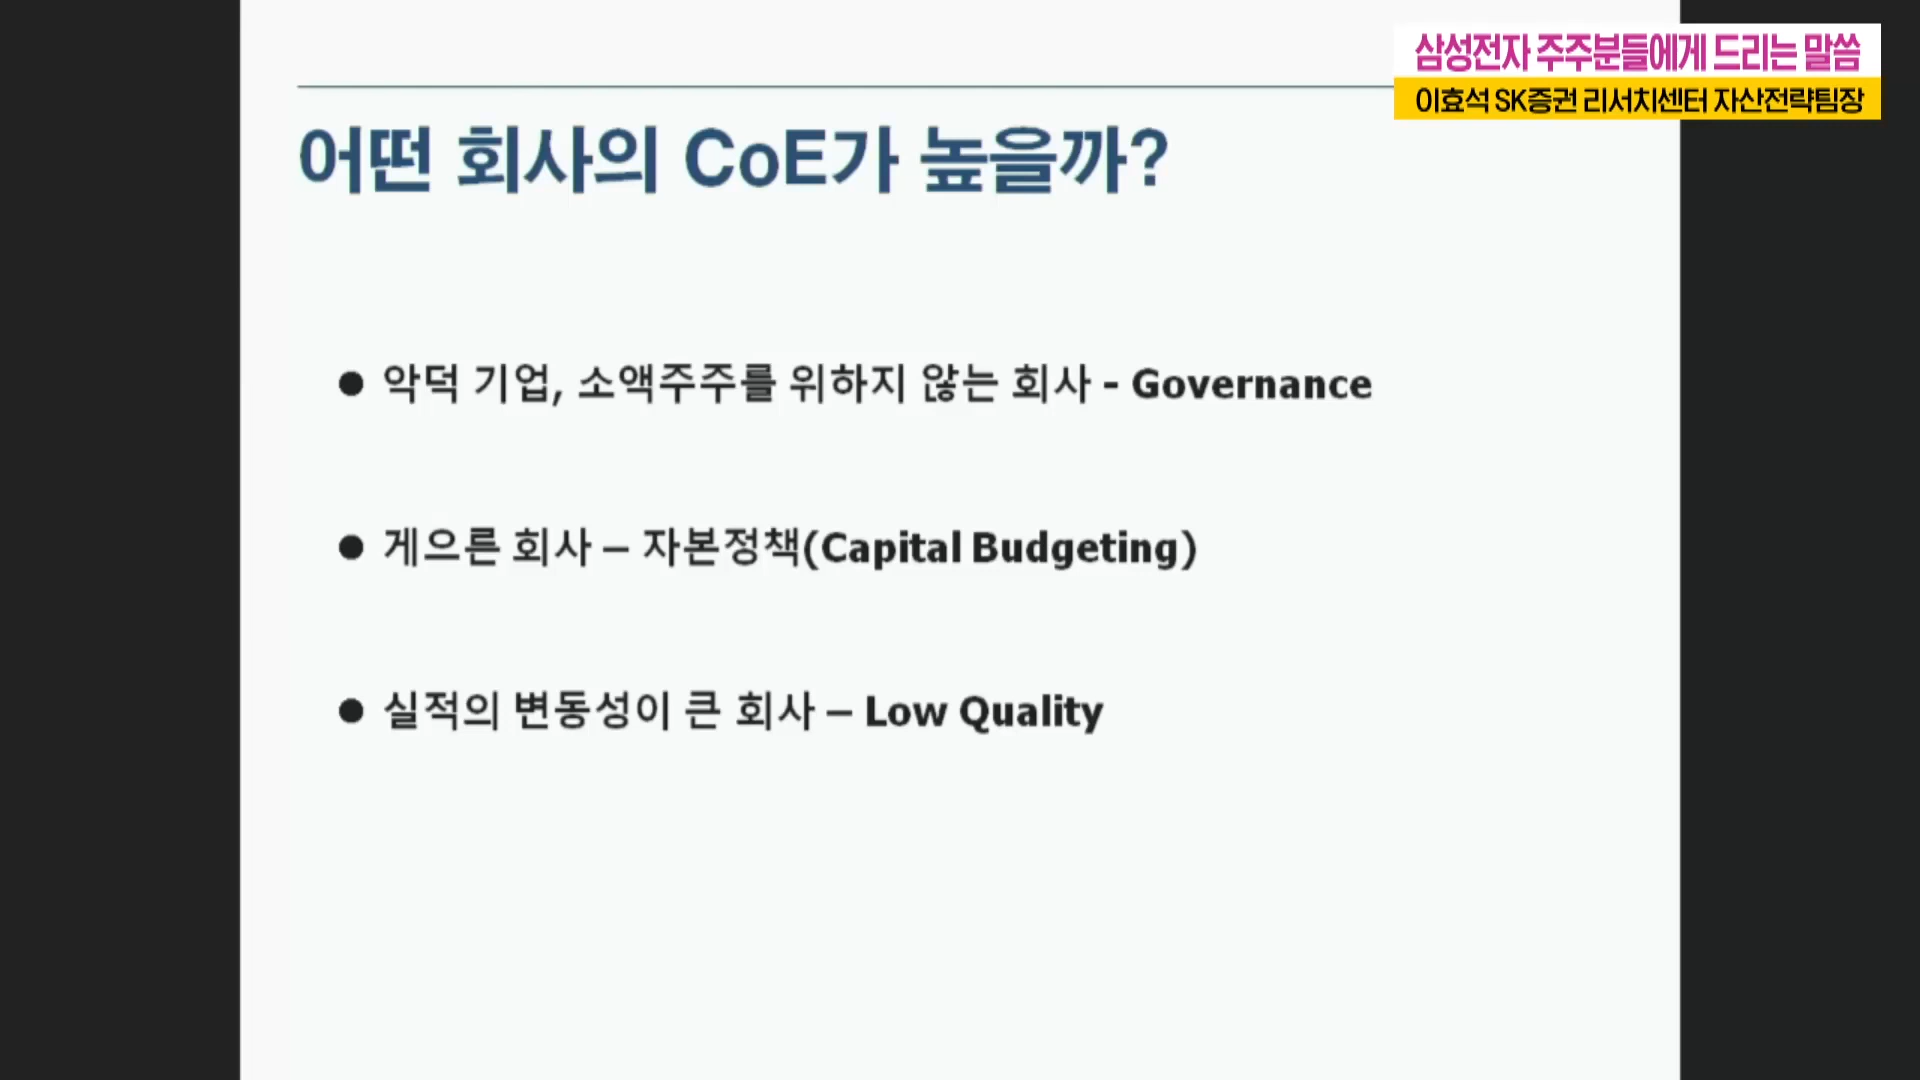 삼성전자 주주분들에게 드리는 말씀
이효석 SK증권 리서치센터 자산전략팀장
어떤 회사의 CoE가 높을까?
● 악덕 기업, 소액주주를 위하지 않는 회사 - Governance
● 게으른 회사 – 자본정책(Capital Budgeting)
● 실적의 변동성이 큰 회사 – Low Quality